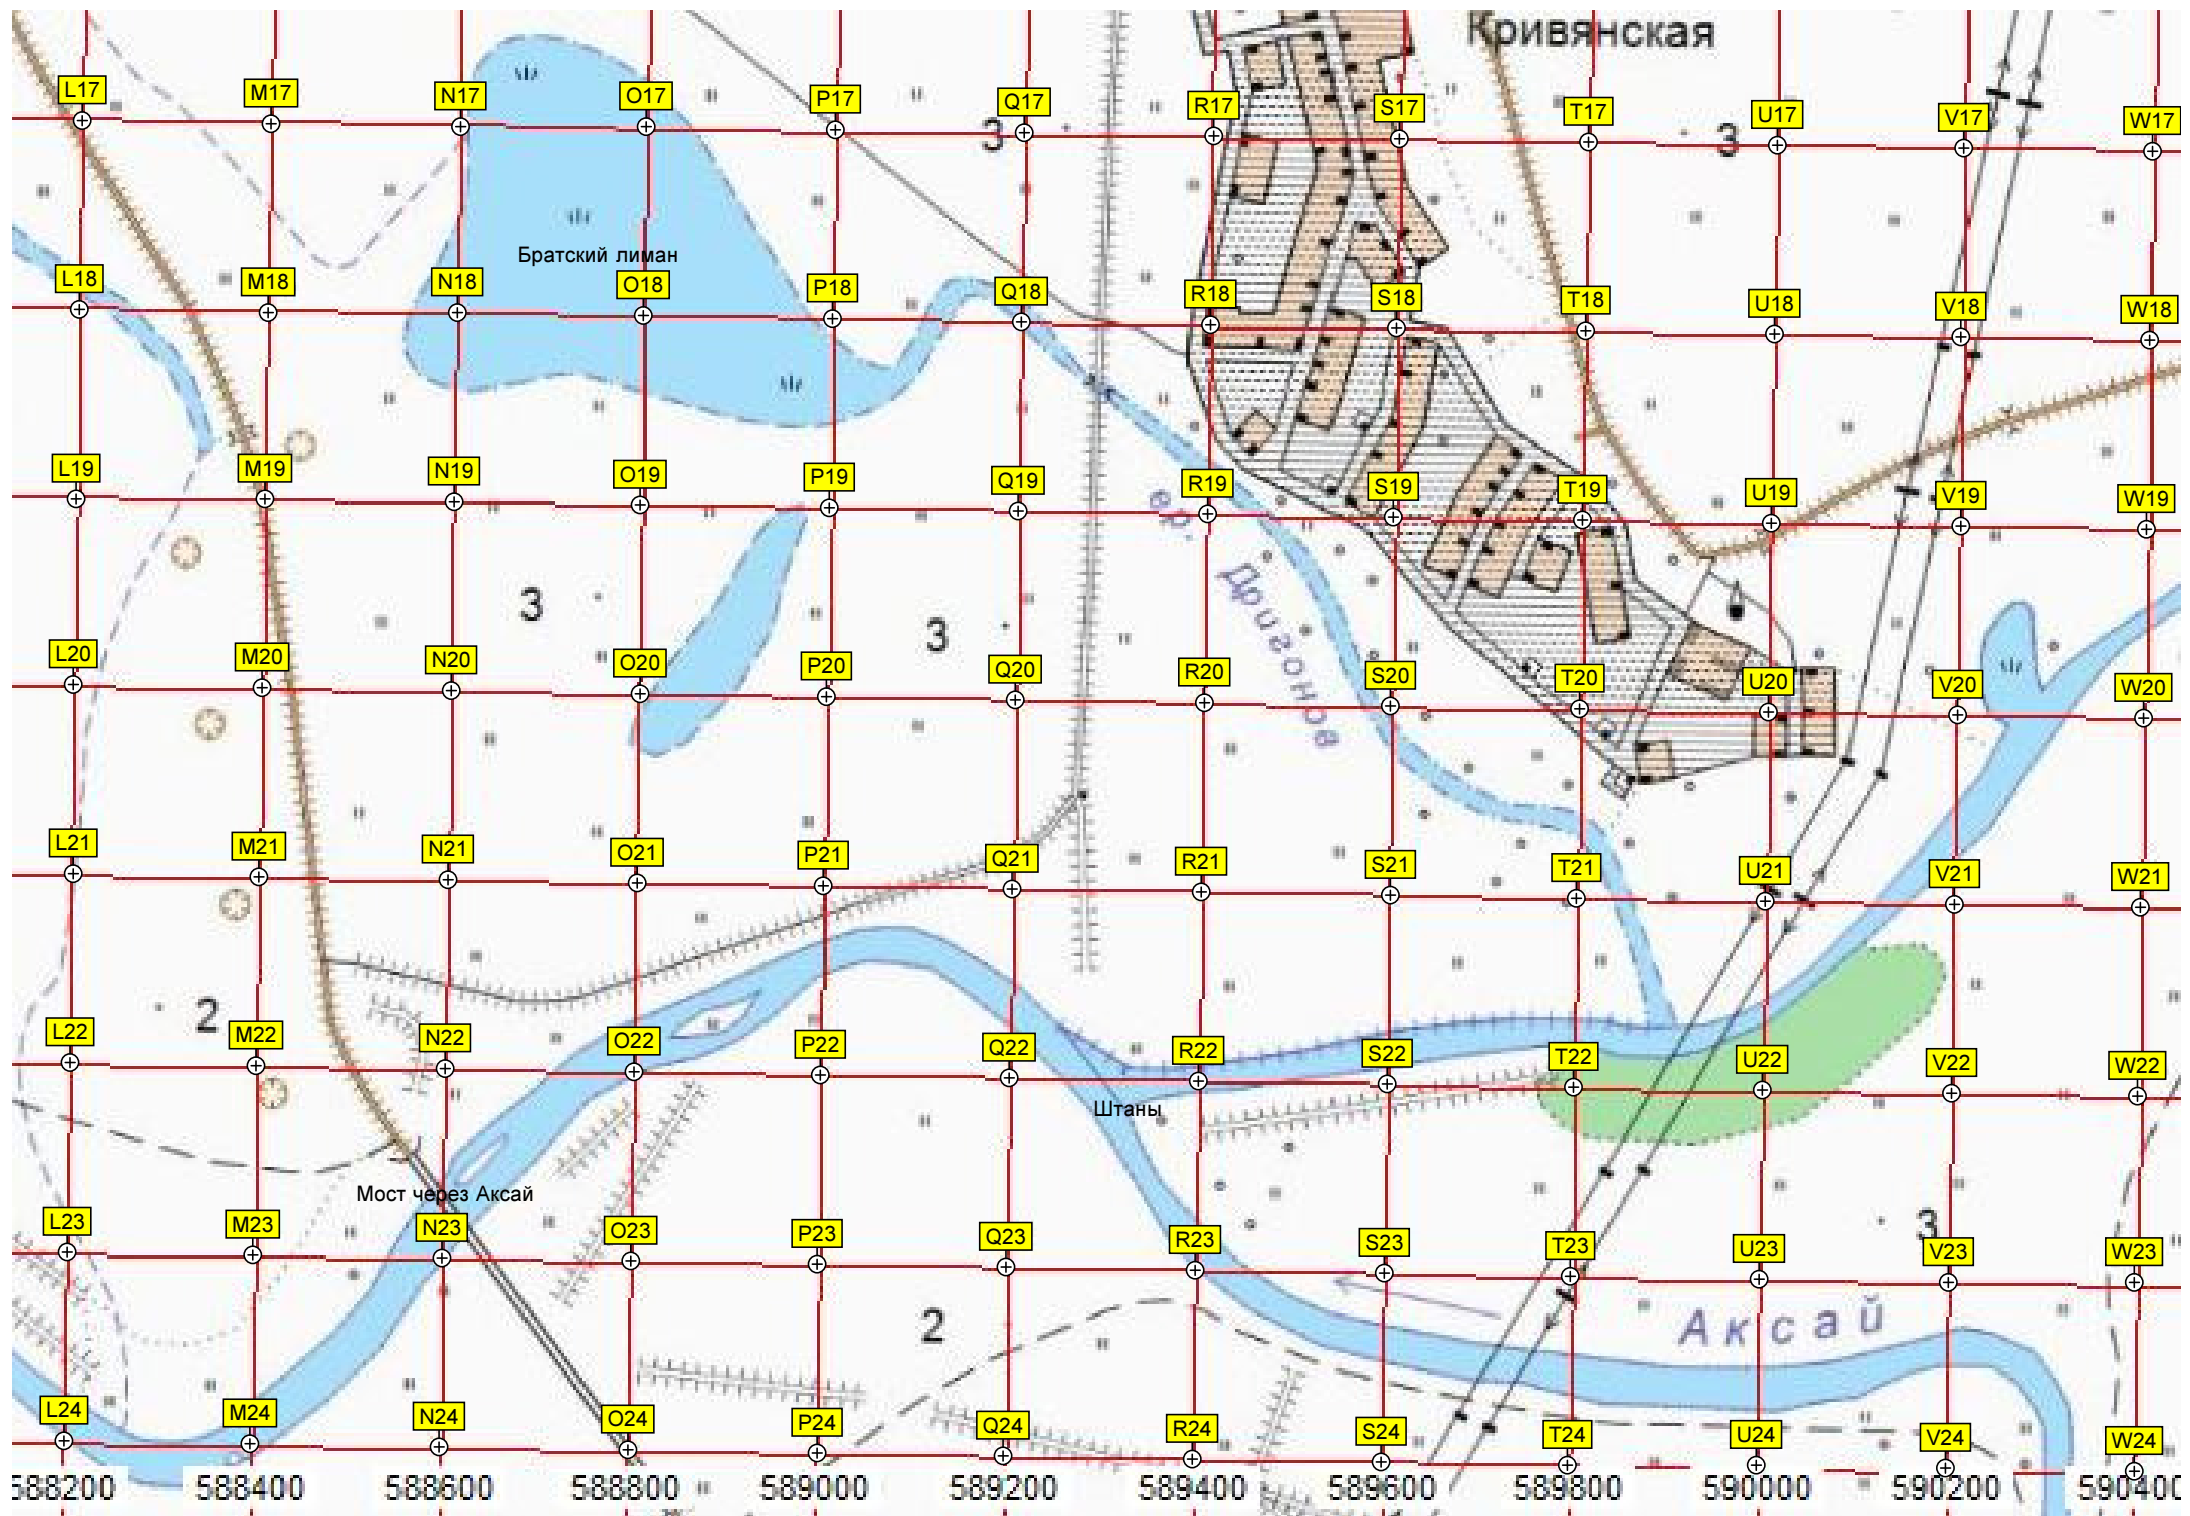 Кривянская
L17 M17 N17 O17 P17 Q17 R17 S17 T17 U17 V17 W17
3 3
Братский лиман
L18 M18 N18 O18 P18 Q18 R18 S18 T18 U18 V18 W18
L19 M19 N19 O19 P19 Q19 R19 S19 T19 U19 V19 W19
ер. Дригонов
3 3
L20 M20 N20 O20 P20 Q20 R20 S20 T20 U20 V20 W20
L21 M21 N21 O21 P21 Q21 R21 S21 T21 U21 V21 W21
2
L22 M22 N22 O22 P22 Q22 R22 S22 T22 U22 V22 W22
Штаны
Мост через Аксай
L23 M23 N23 O23 P23 Q23 R23 S23 T23 U23 V23 W23
3
2
Аксай
L24 M24 N24 O24 P24 Q24 R24 S24 T24 U24 V24 W24
588200 588400 588600 588800 589000 589200 589400 589600 589800 590000 590200 590400